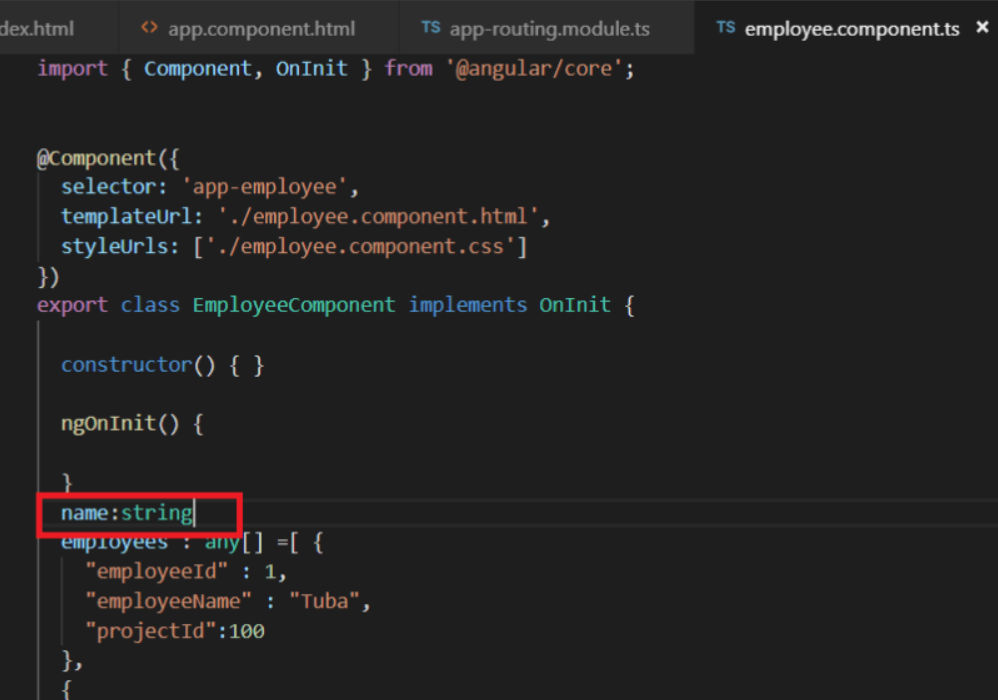 dex.html <> app.component.html TS app-routing.module.ts TS employee.component.ts ×
import { Component, OnInit } from '@angular/core';
@Component({
selector: 'app-employee',
templateUrl: './employee.component.html',
styleUrls: ['./employee.component.css']
})
export class EmployeeComponent implements OnInit {
constructor() { }
ngOnInit() {
}
name:string
employees : any[] =[ {
"employeeId" : 1,
"employeeName" : "Tuba",
"projectId":100
},
{